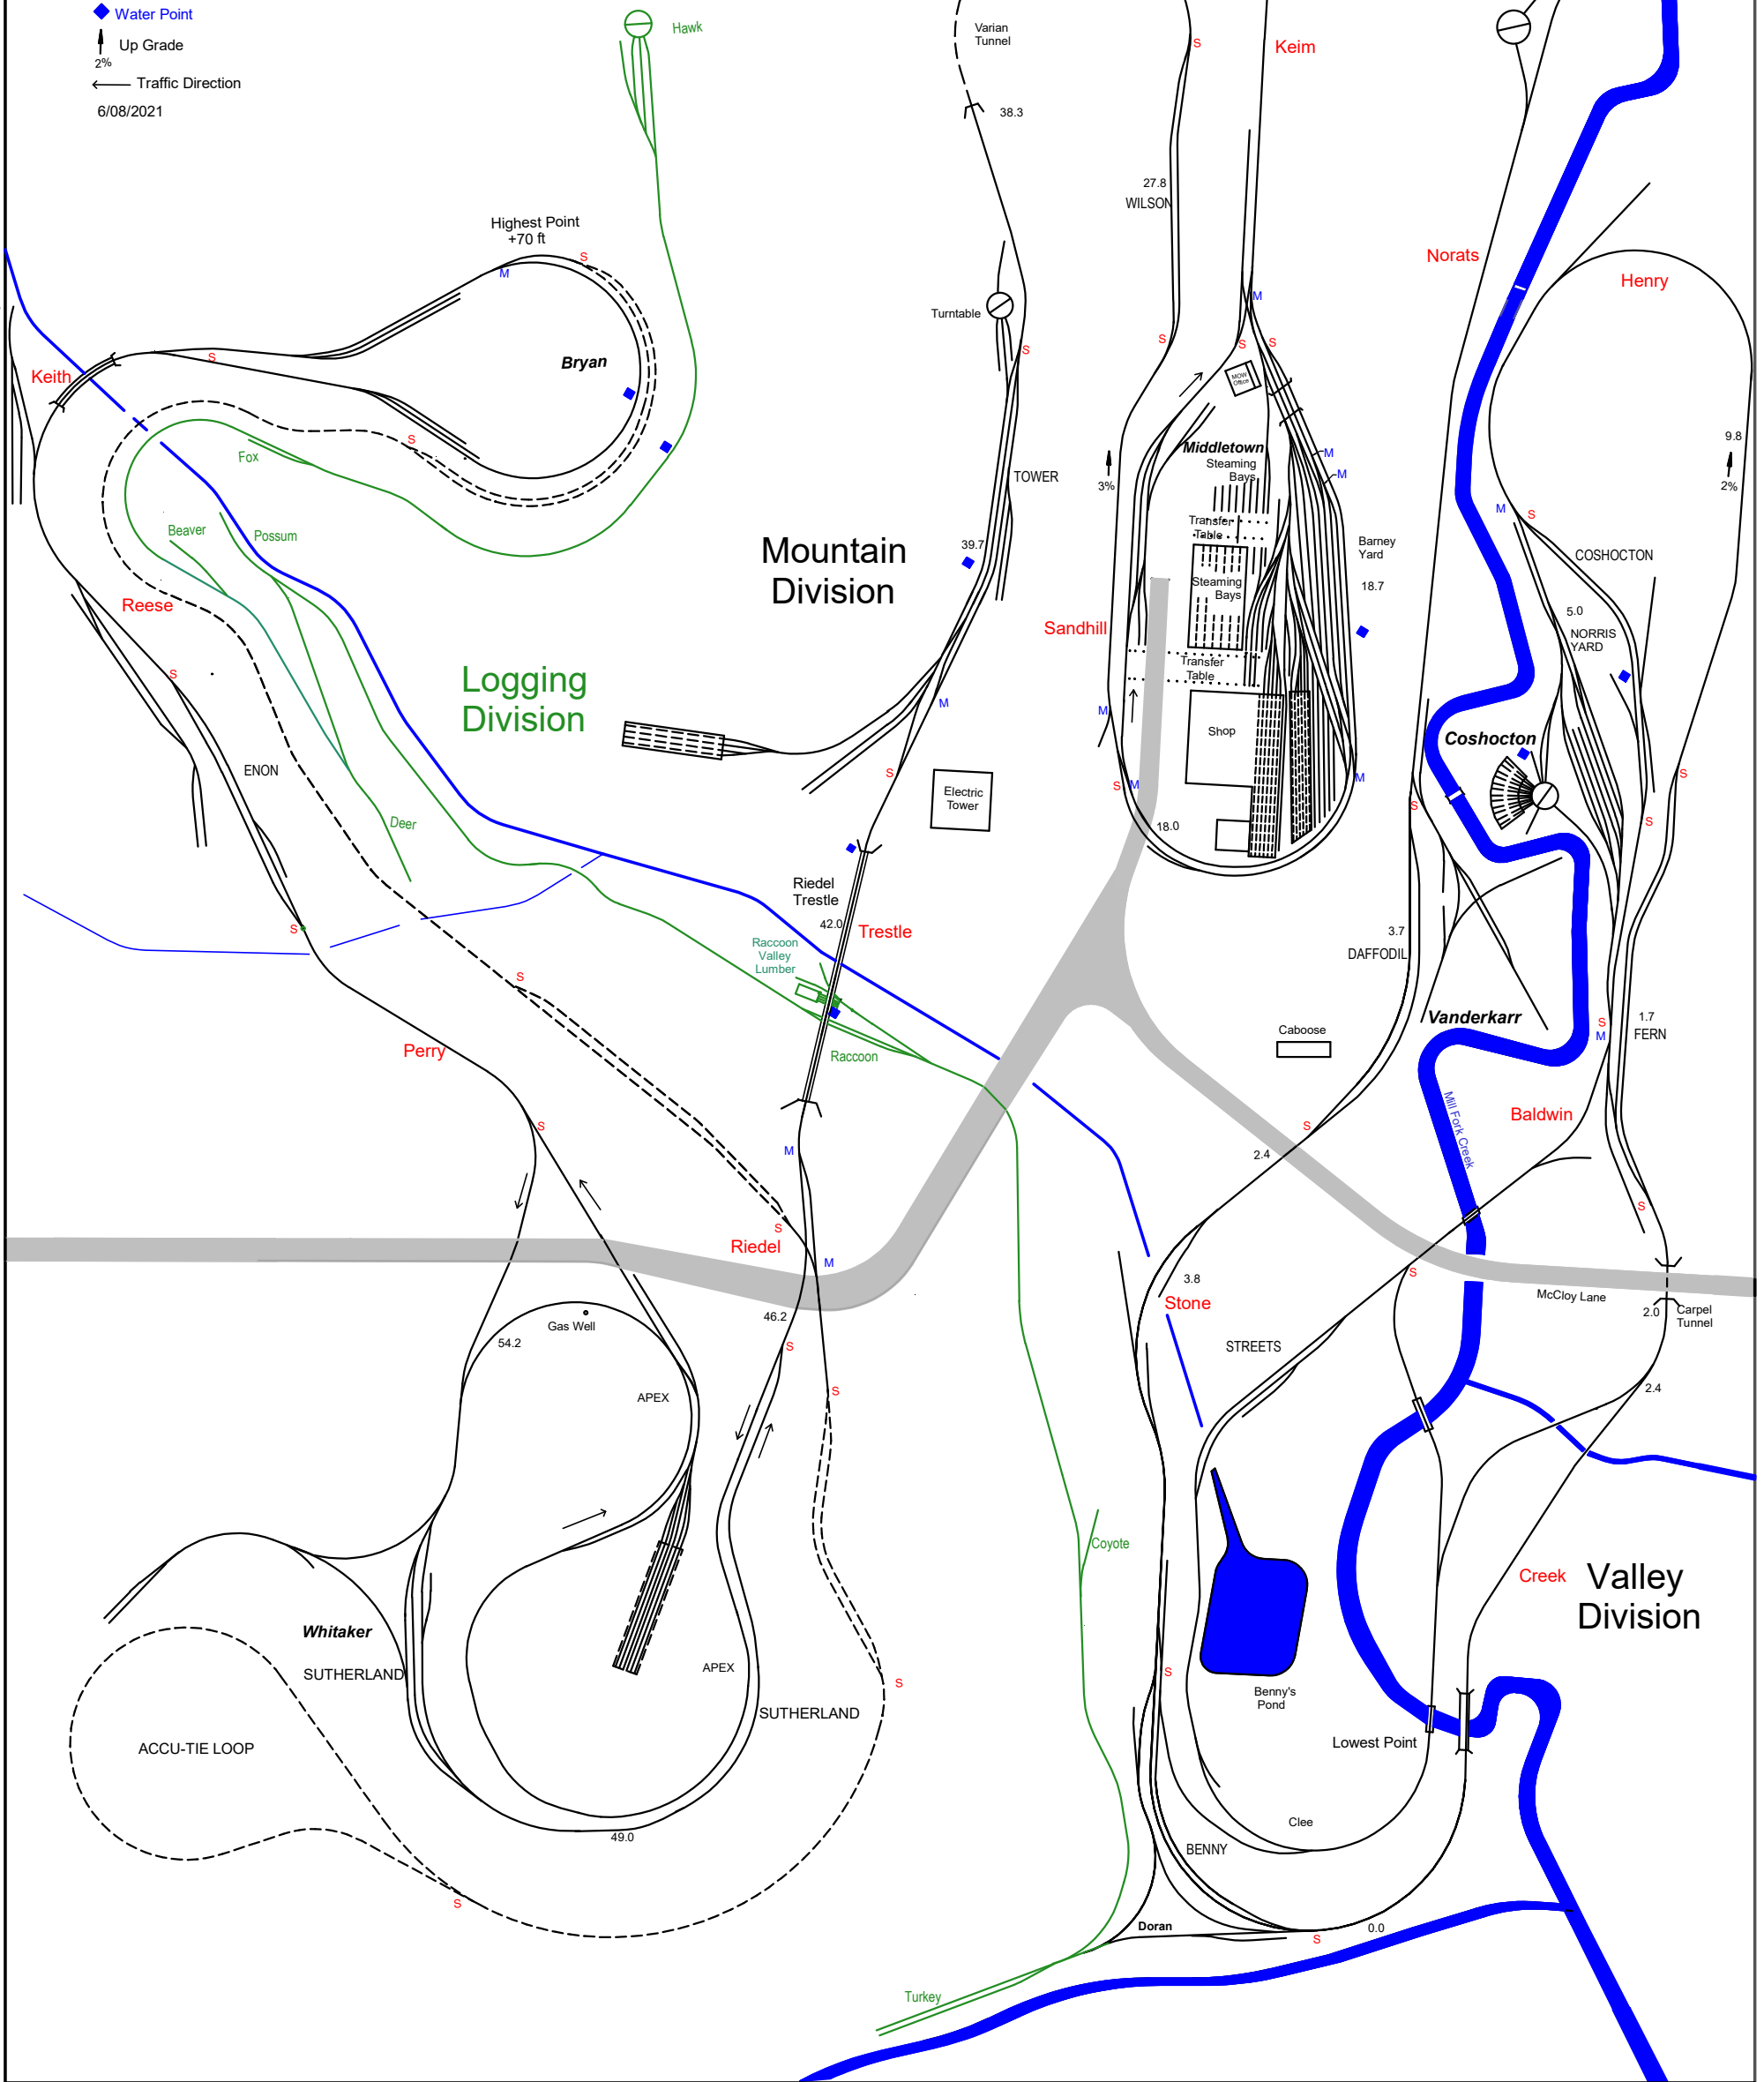 Water Point
Up Grade
2%
Traffic Direction
6/08/2021
Hawk
Varian
Tunnel
38.3
S
Keim
27.8
WILSON
Highest Point
+70 ft
S
M
Norats
Henry
Turntable
M
S
S
S
S
S
Keith
Bryan
MOW
Office
S
Fox
Middletown
Steaming
Bays
M
M
9.8
2%
3%
TOWER
Beaver
Possum
39.7
Transfer
Table
M
S
Mountain
Division
Barney
Yard
18.7
COSHOCTON
Steaming
Bays
Reese
Sandhill
5.0
NORRIS
YARD
S
Logging
Division
Transfer
Table
M
M
Shop
Coshocton
ENON
S
S
M
M
S
S
Electric
Tower
Deer
18.0
S
Riedel
Trestle
42.0
Trestle
S
3.7
DAFFODIL
Raccoon
Valley
Lumber
S
Vanderkarr
1.7
FERN
S
M
Caboose
Perry
Raccoon
Mill Fork Creek
Baldwin
S
M
S
2.4
S
S
Riedel
M
S
3.8
Stone
McCloy Lane
2.0
Carpel
Tunnel
46.2
Gas Well
54.2
S
STREETS
S
APEX
2.4
Coyote
Creek
Valley
Division
Whitaker
SUTHERLAND
APEX
S
S
Benny's
Pond
SUTHERLAND
Lowest Point
ACCU-TIE LOOP
49.0
Clee
BENNY
S
Doran
0.0
S
Turkey